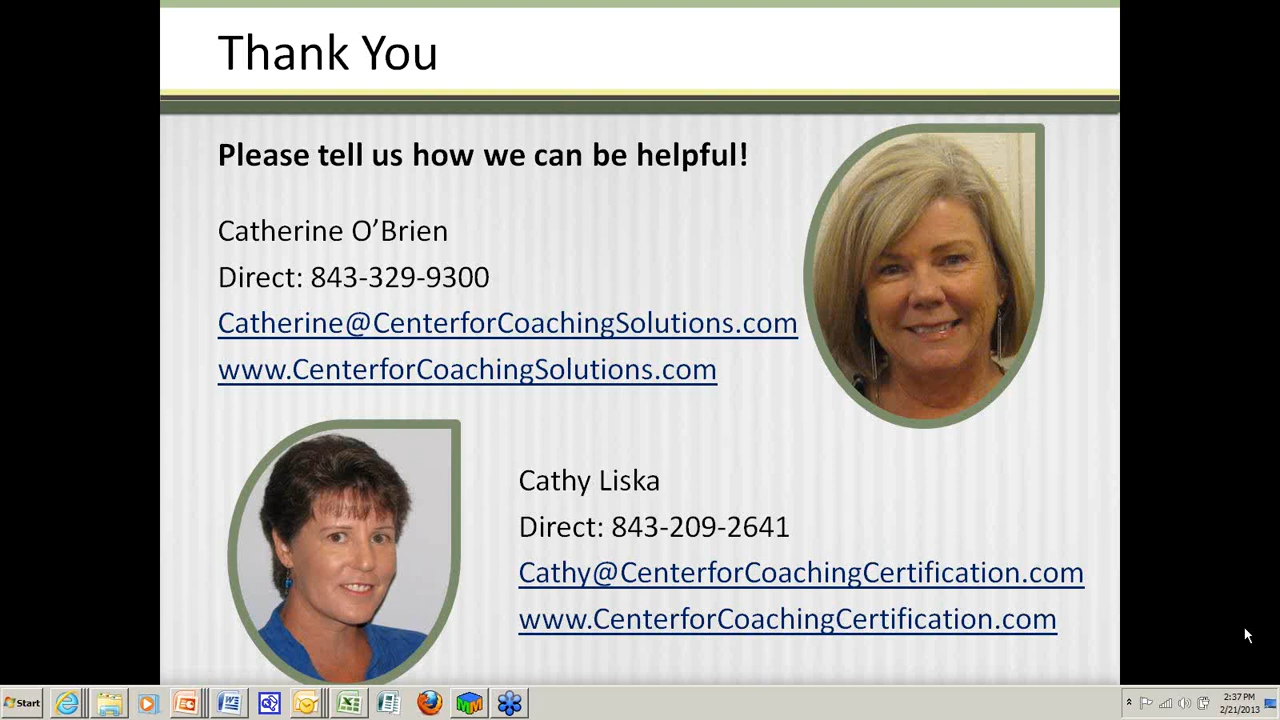 Thank You
Please tell us how we can be helpful!
Catherine O’Brien
Direct: 843-329-9300
Catherine@CenterforCoachingSolutions.com
www.CenterforCoachingSolutions.com
Cathy Liska
Direct: 843-209-2641
Cathy@CenterforCoachingCertification.com
www.CenterforCoachingCertification.com
Start
2:37 PM
2/21/2013